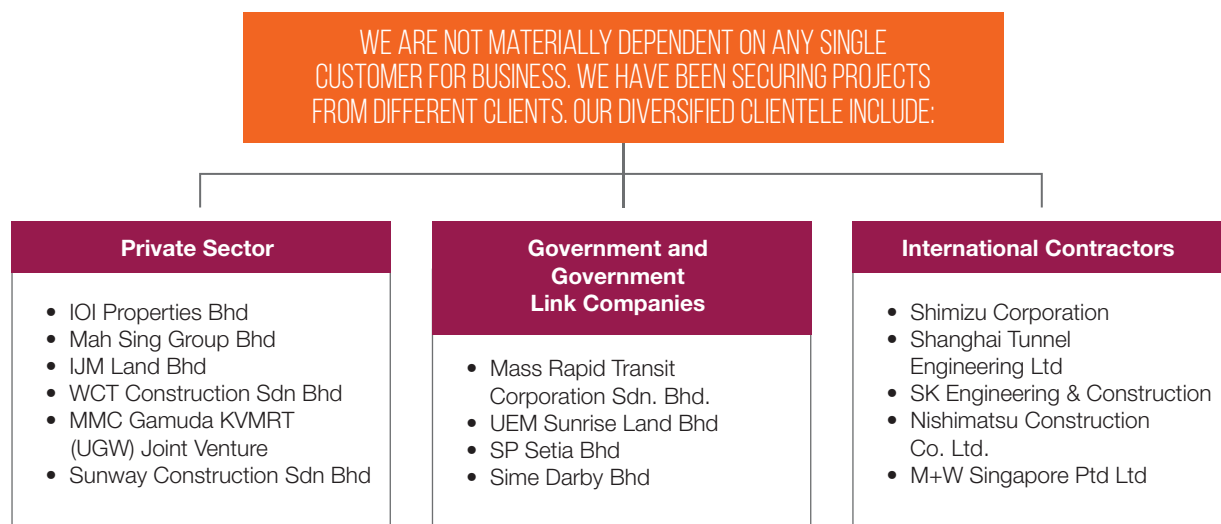 WE ARE NOT MATERIALLY DEPENDENT ON ANY SINGLE
CUSTOMER FOR BUSINESS. WE HAVE BEEN SECURING PROJECTS
FROM DIFFERENT CLIENTS. OUR DIVERSIFIED CLIENTELE INCLUDE:
Private Sector
• IOI Properties Bhd
• Mah Sing Group Bhd
• IJM Land Bhd
• WCT Construction Sdn Bhd
• MMC Gamuda KVMRT
(UGW) Joint Venture
• Sunway Construction Sdn Bhd
Government and
Government
Link Companies
• Mass Rapid Transit
Corporation Sdn. Bhd.
• UEM Sunrise Land Bhd
• SP Setia Bhd
• Sime Darby Bhd
International Contractors
• Shimizu Corporation
• Shanghai Tunnel
Engineering Ltd
• SK Engineering & Construction
• Nishimatsu Construction
Co. Ltd.
• M+W Singapore Ptd Ltd